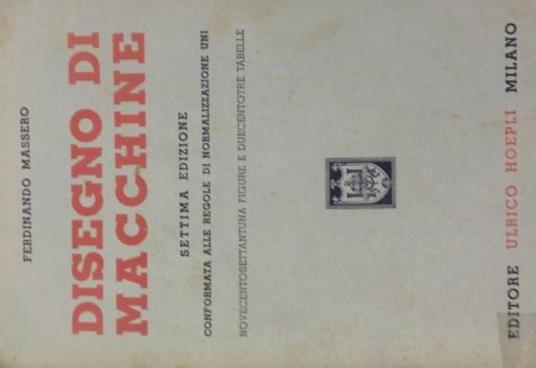 FERDINANDO MASSERO
DISEGNO DI
MACCHINE
SETTIMA EDIZIONE
CONFORMATA ALLE REGOLE DI NORMALIZZAZIONE UNI
NOVECENTOSETTANTUNA FIGURE E DUECENTOTRE TABELLE
EDITORE ULRICO HOEPLI MILANO